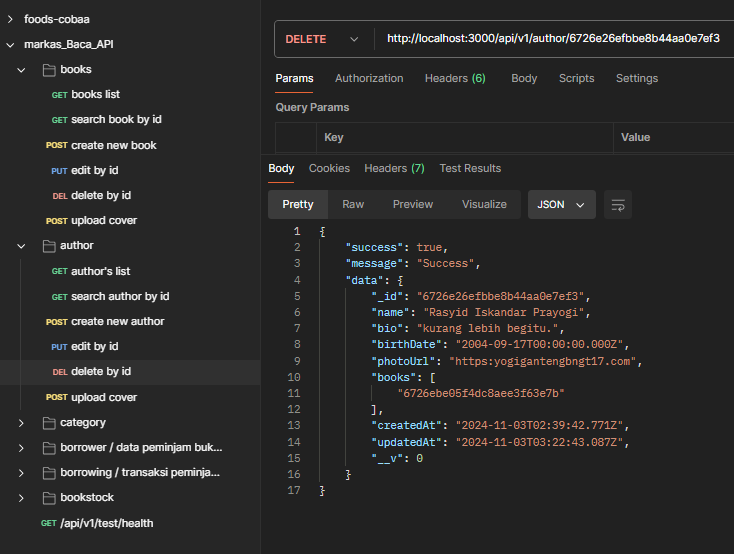 foods-cobaa
markas_Baca_API
books
GET books list
GET search book by id
POST create new book
PUT edit by id
DEL delete by id
POST upload cover
author
GET author's list
GET search author by id
POST create new author
PUT edit by id
DEL delete by id
POST upload cover
category
borrower / data peminjam buk...
borrowing / transaksi peminja...
bookstock
GET /api/v1/test/health
DELETE http://localhost:3000/api/v1/author/6726e26efbbe8b44aa0e7ef3
Params Authorization Headers (6) Body Scripts Settings
Query Params
Key Value
Body Cookies Headers (7) Test Results
Pretty Raw Preview Visualize JSON
1 {
2 "success": true,
3 "message": "Success",
4 "data": {
5 "_id": "6726e26efbbe8b44aa0e7ef3",
6 "name": "Rasyid Iskandar Prayogi",
7 "bio": "kurang lebih begitu.",
8 "birthDate": "2004-09-17T00:00:00.000Z",
9 "photoUrl": "https:yogigantengbngt17.com",
10 "books": [
11 "6726ebe05f4dc8aee3f63e7b"
12 ],
13 "createdAt": "2024-11-03T02:39:42.771Z",
14 "updatedAt": "2024-11-03T03:22:43.087Z",
15 "__v": 0
16 }
17 }